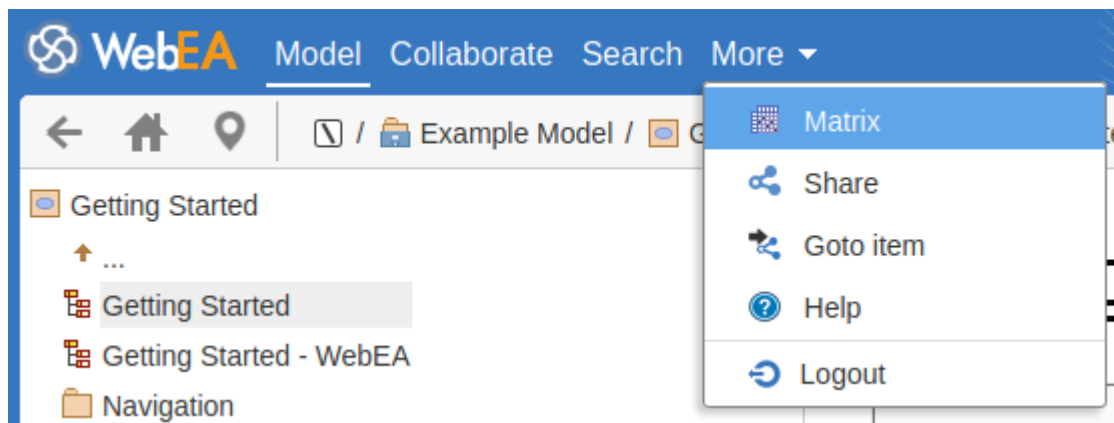 WebEA Model Collaborate Search More
/ Example Model /
Matrix
Share
Goto item
Help
Logout
Getting Started
...
Getting Started
Getting Started - WebEA
Navigation